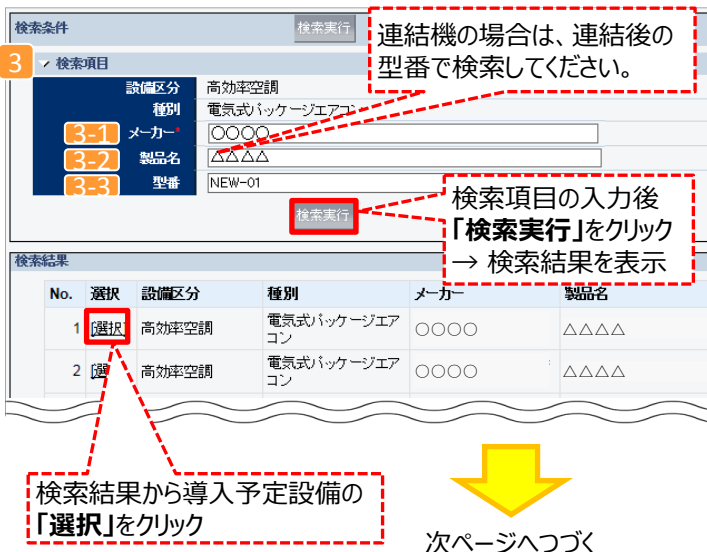 検索条件
検索実行
連結機の場合は、連結後の
型番で検索してください。
3
検索項目
設備区分 高効率空調
種別 電気式パッケージエアコン
3-1 メーカー* 〇〇〇〇
3-2 製品名 △△△△
3-3 型番 NEW-01
検索実行
検索項目の入力後
「検索実行」をクリック
→ 検索結果を表示
検索結果
No. 選択 設備区分 種別 メーカー 製品名
1 [選択] 高効率空調 電気式パッケージエア
コン 〇〇〇〇 △△△△
2 [選 高効率空調 電気式パッケージエア
コン 〇〇〇〇 △△△△
検索結果から導入予定設備の
「選択」をクリック
次ページへつづく